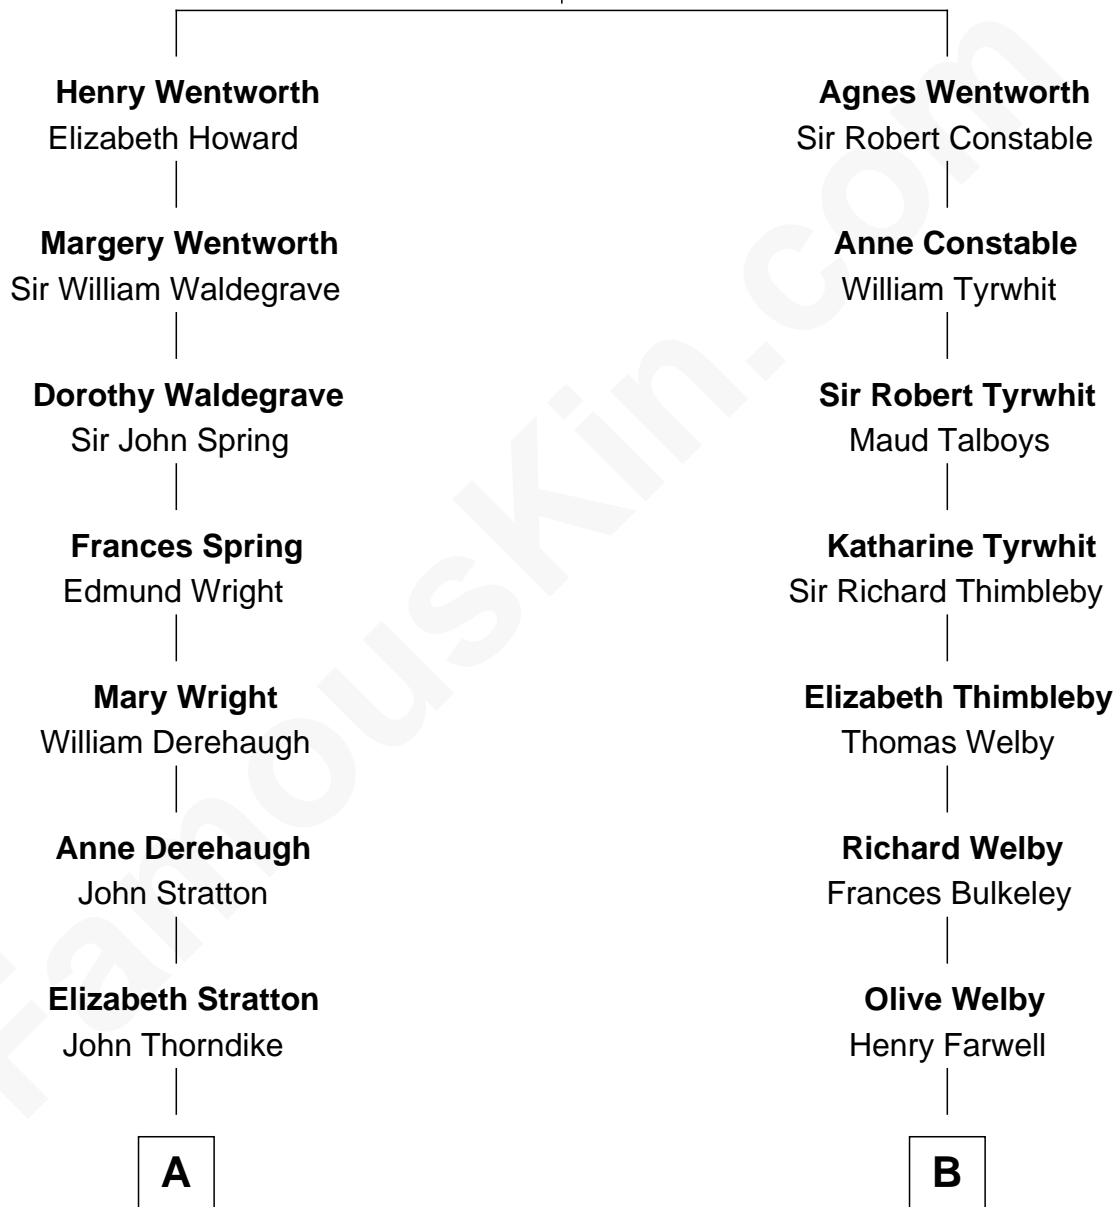 Henry Wentworth
Elizabeth Howard
Margery Wentworth
Sir William Waldegrave
Dorothy Waldegrave
Sir John Spring
Frances Spring
Edmund Wright
Mary Wright
William Derehaugh
Anne Derehaugh
John Stratton
Elizabeth Stratton
John Thorndike
A
Agnes Wentworth
Sir Robert Constable
Anne Constable
William Tyrwhit
Sir Robert Tyrwhit
Maud Talboys
Katharine Tyrwhit
Sir Richard Thimbleby
Elizabeth Thimbleby
Thomas Welby
Richard Welby
Frances Bulkeley
Olive Welby
Henry Farwell
B
FamousKin.com